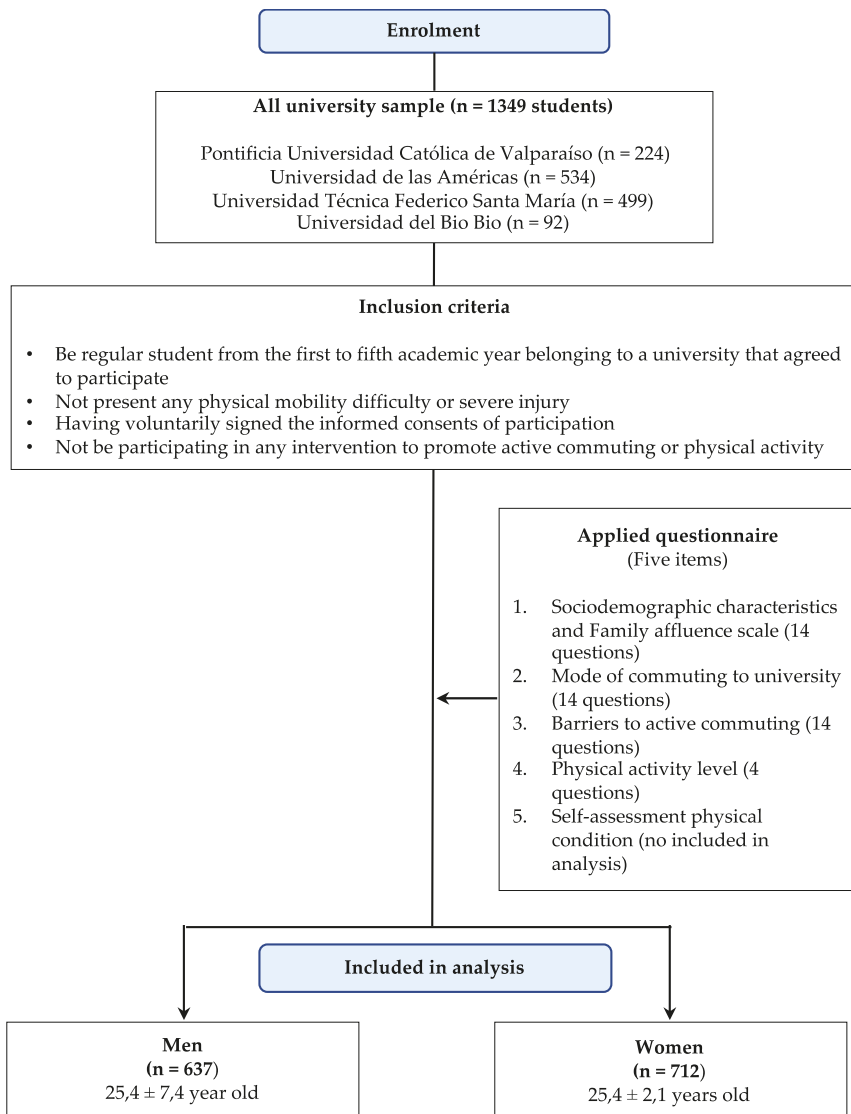 Enrolment
All university sample (n = 1349 students)
Pontificia Universidad Católica de Valparaíso (n = 224)
Universidad de las Américas (n = 534)
Universidad Técnica Federico Santa María (n = 499)
Universidad del Bio Bio (n = 92)
Inclusion criteria
• Be regular student from the first to fifth academic year belonging to a university that agreed
to participate
• Not present any physical mobility difficulty or severe injury
• Having voluntarily signed the informed consents of participation
• Not be participating in any intervention to promote active commuting or physical activity
Applied questionnaire
(Five items)
1. Sociodemographic characteristics
and Family affluence scale (14
questions)
2. Mode of commuting to university
(14 questions)
3. Barriers to active commuting (14
questions)
4. Physical activity level (4
questions)
5. Self-assessment physical
condition (no included in
analysis)
Included in analysis
Men
(n = 637)
25,4 ± 7,4 year old
Women
(n = 712)
25,4 ± 2,1 years old